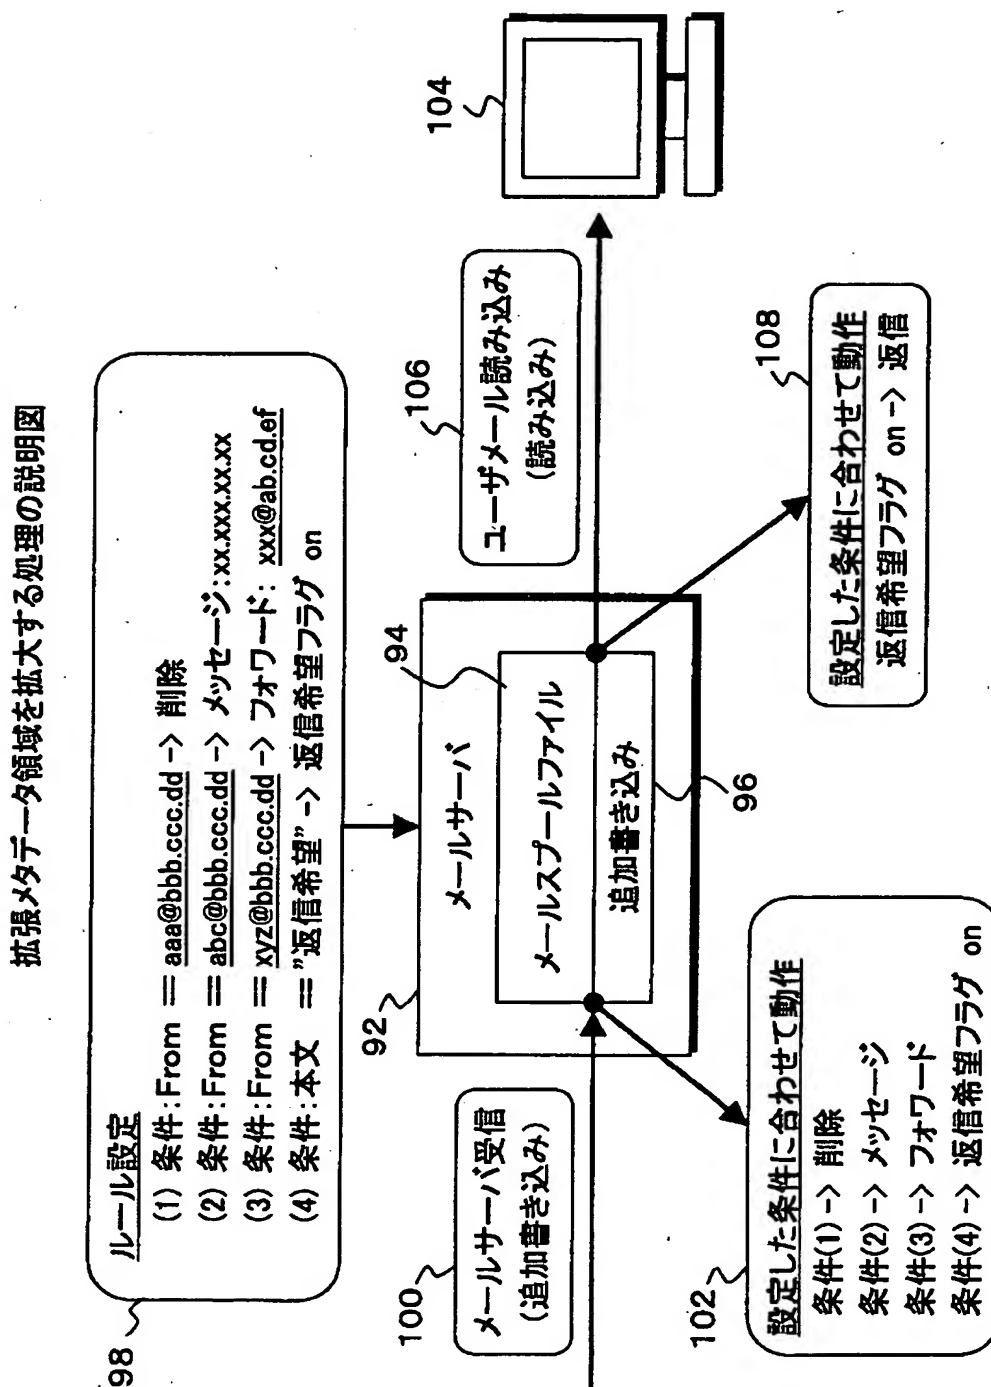 拡張メタデータ領域を拡大する処理の説明図
98
ルール設定
(1) 条件:From == aaa@bbb.ccc.dd -> 削除
(2) 条件:From == abc@bbb.ccc.dd -> メッセージ:xx.xxx.xx.xx
(3) 条件:From == xyz@bbb.ccc.dd -> フォワード: xxx@ab.cd.ef
(4) 条件:本文 =="返信希望" -> 返信希望フラグ on
100
メールサーバ受信
(追加書き込み)
92
メールサーバ
94
メールスプールファイル
追加書き込み
96
106
ユーザメール読み込み
(読み込み)
104
102
設定した条件に合わせて動作
条件(1) -> 削除
条件(2) -> メッセージ
条件(3) -> フォワード
条件(4) -> 返信希望フラグ on
108
設定した条件に合わせて動作
返信希望フラグ on -> 返信